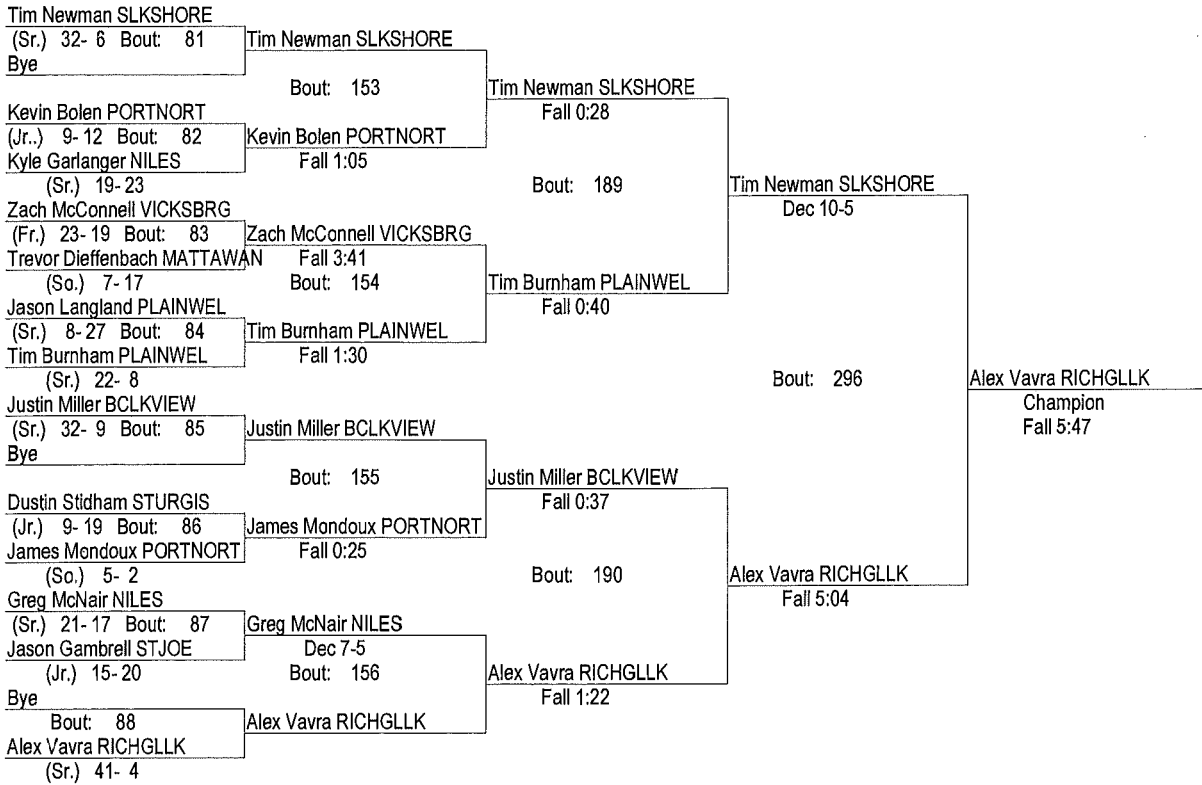 Tim Newman SLKSHORE
(Sr.) 32- 6 Bout: 81
Bye
Tim Newman SLKSHORE
Bout: 153
Tim Newman SLKSHORE
Fall 0:28
Kevin Bolen PORTNORT
(Jr..) 9- 12 Bout: 82
Kyle Garlanger NILES
(Sr.) 19- 23
Kevin Bolen PORTNORT
Fall 1:05
Bout: 189
Tim Newman SLKSHORE
Dec 10-5
Zach McConnell VICKSBRG
(Fr.) 23- 19 Bout: 83
Trevor Dieffenbach MATTAWAN
(So.) 7- 17
Zach McConnell VICKSBRG
Fall 3:41
Bout: 154
Tim Burnham PLAINWEL
Fall 0:40
Jason Langland PLAINWEL
(Sr.) 8- 27 Bout: 84
Tim Burnham PLAINWEL
(Sr.) 22- 8
Tim Burnham PLAINWEL
Fall 1:30
Bout: 296
Alex Vavra RICHGLLK
Champion
Fall 5:47
Justin Miller BCLKVIEW
(Sr.) 32- 9 Bout: 85
Bye
Justin Miller BCLKVIEW
Bout: 155
Justin Miller BCLKVIEW
Fall 0:37
Dustin Stidham STURGIS
(Jr.) 9- 19 Bout: 86
James Mondoux PORTNORT
(So.) 5- 2
James Mondoux PORTNORT
Fall 0:25
Bout: 190
Alex Vavra RICHGLLK
Fall 5:04
Greg McNair NILES
(Sr.) 21- 17 Bout: 87
Jason Gambrell STJOE
(Jr.) 15- 20
Greg McNair NILES
Dec 7-5
Bout: 156
Alex Vavra RICHGLLK
Fall 1:22
Bye
Bout: 88
Alex Vavra RICHGLLK
(Sr.) 41- 4
Alex Vavra RICHGLLK